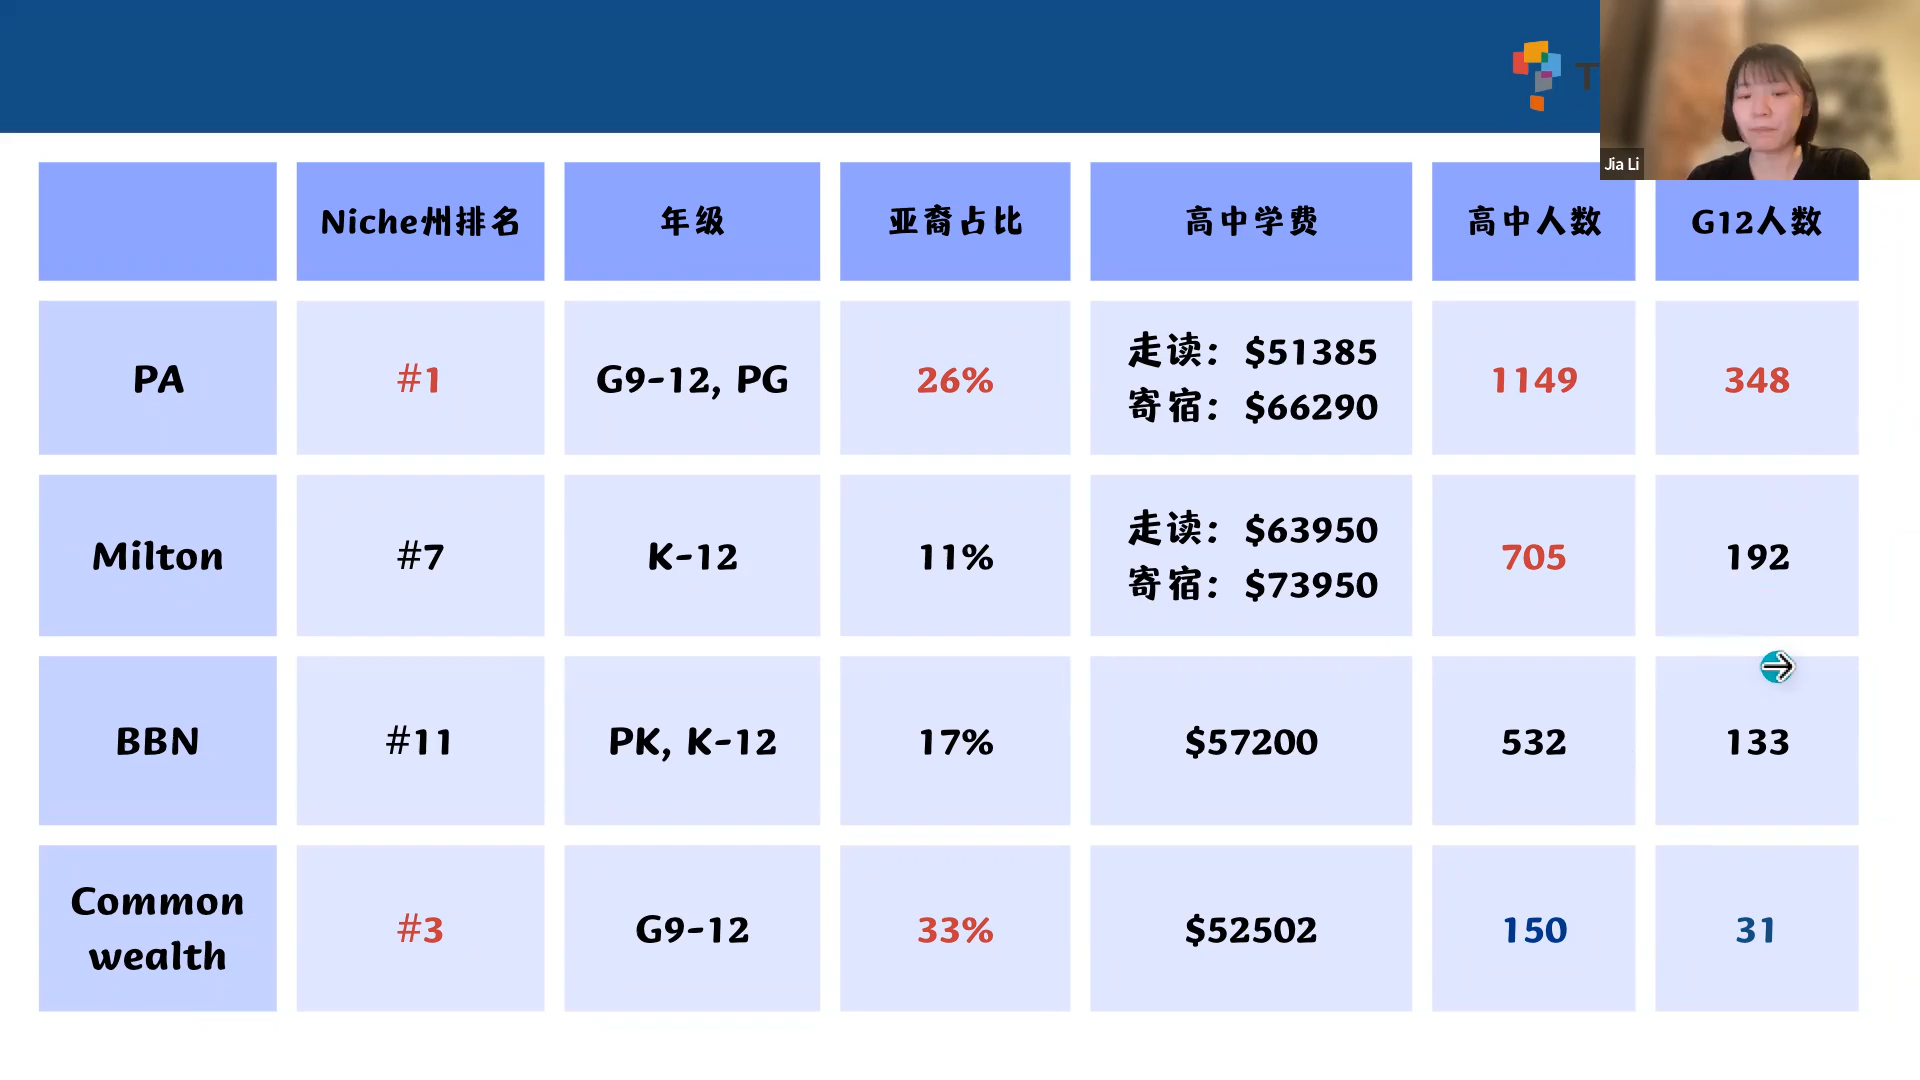 T
Jia Li
Niche州排名
年级
亚裔占比
高中学费
高中人数
G12人数
PA
#1
G9-12, PG
26%
走读：$51385
寄宿：$66290
1149
348
Milton
#7
K-12
11%
走读：$63950
寄宿：$73950
705
192
BBN
#11
PK, K-12
17%
$57200
532
133
Common
wealth
#3
G9-12
33%
$52502
150
31